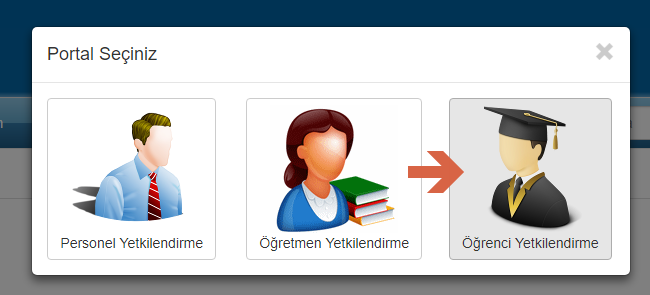 Portal Seçiniz
Personel Yetkilendirme
Öğretmen Yetkilendirme
Öğrenci Yetkilendirme